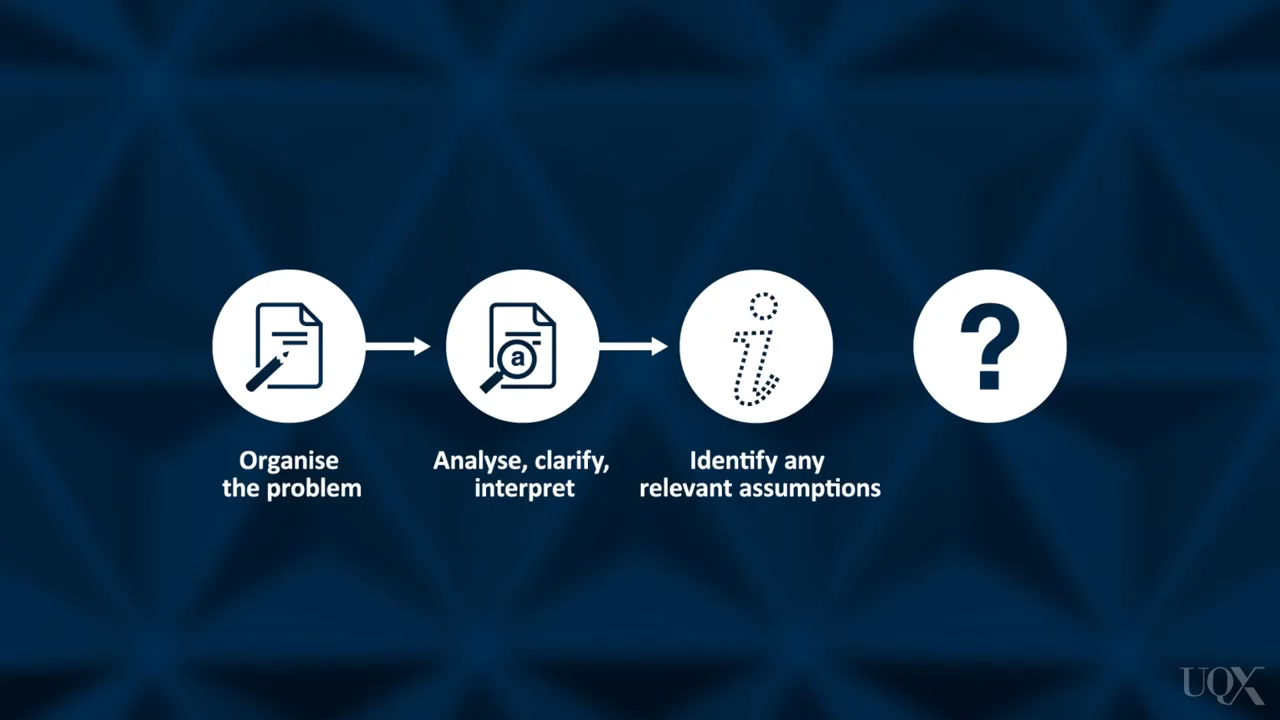 Organise
the problem
Analyse, clarify,
interpret
Identify any
relevant assumptions
a
i
?
UQX